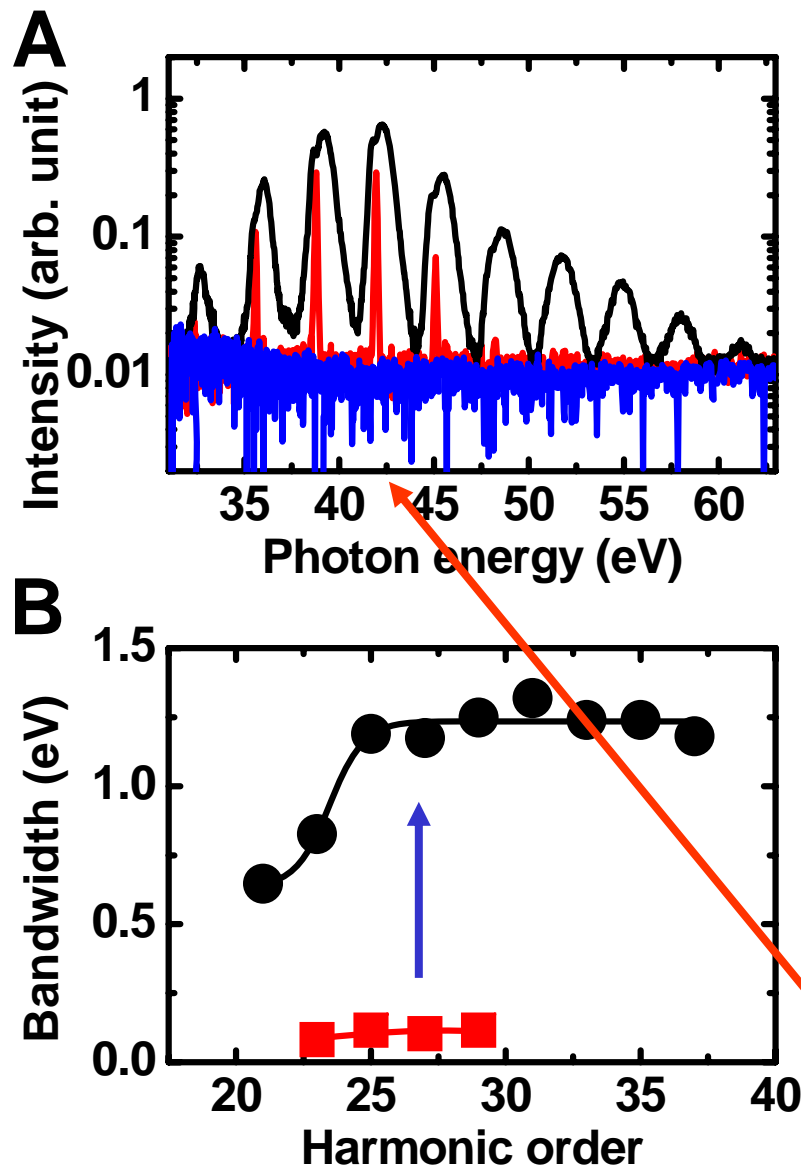 A
Intensity (arb. unit)
1
0.1
0.01
35 40 45 50 55 60
Photon energy (eV)
B
Bandwidth (eV)
1.5
1.0
0.5
0.0
20 25 30 35 40
Harmonic order